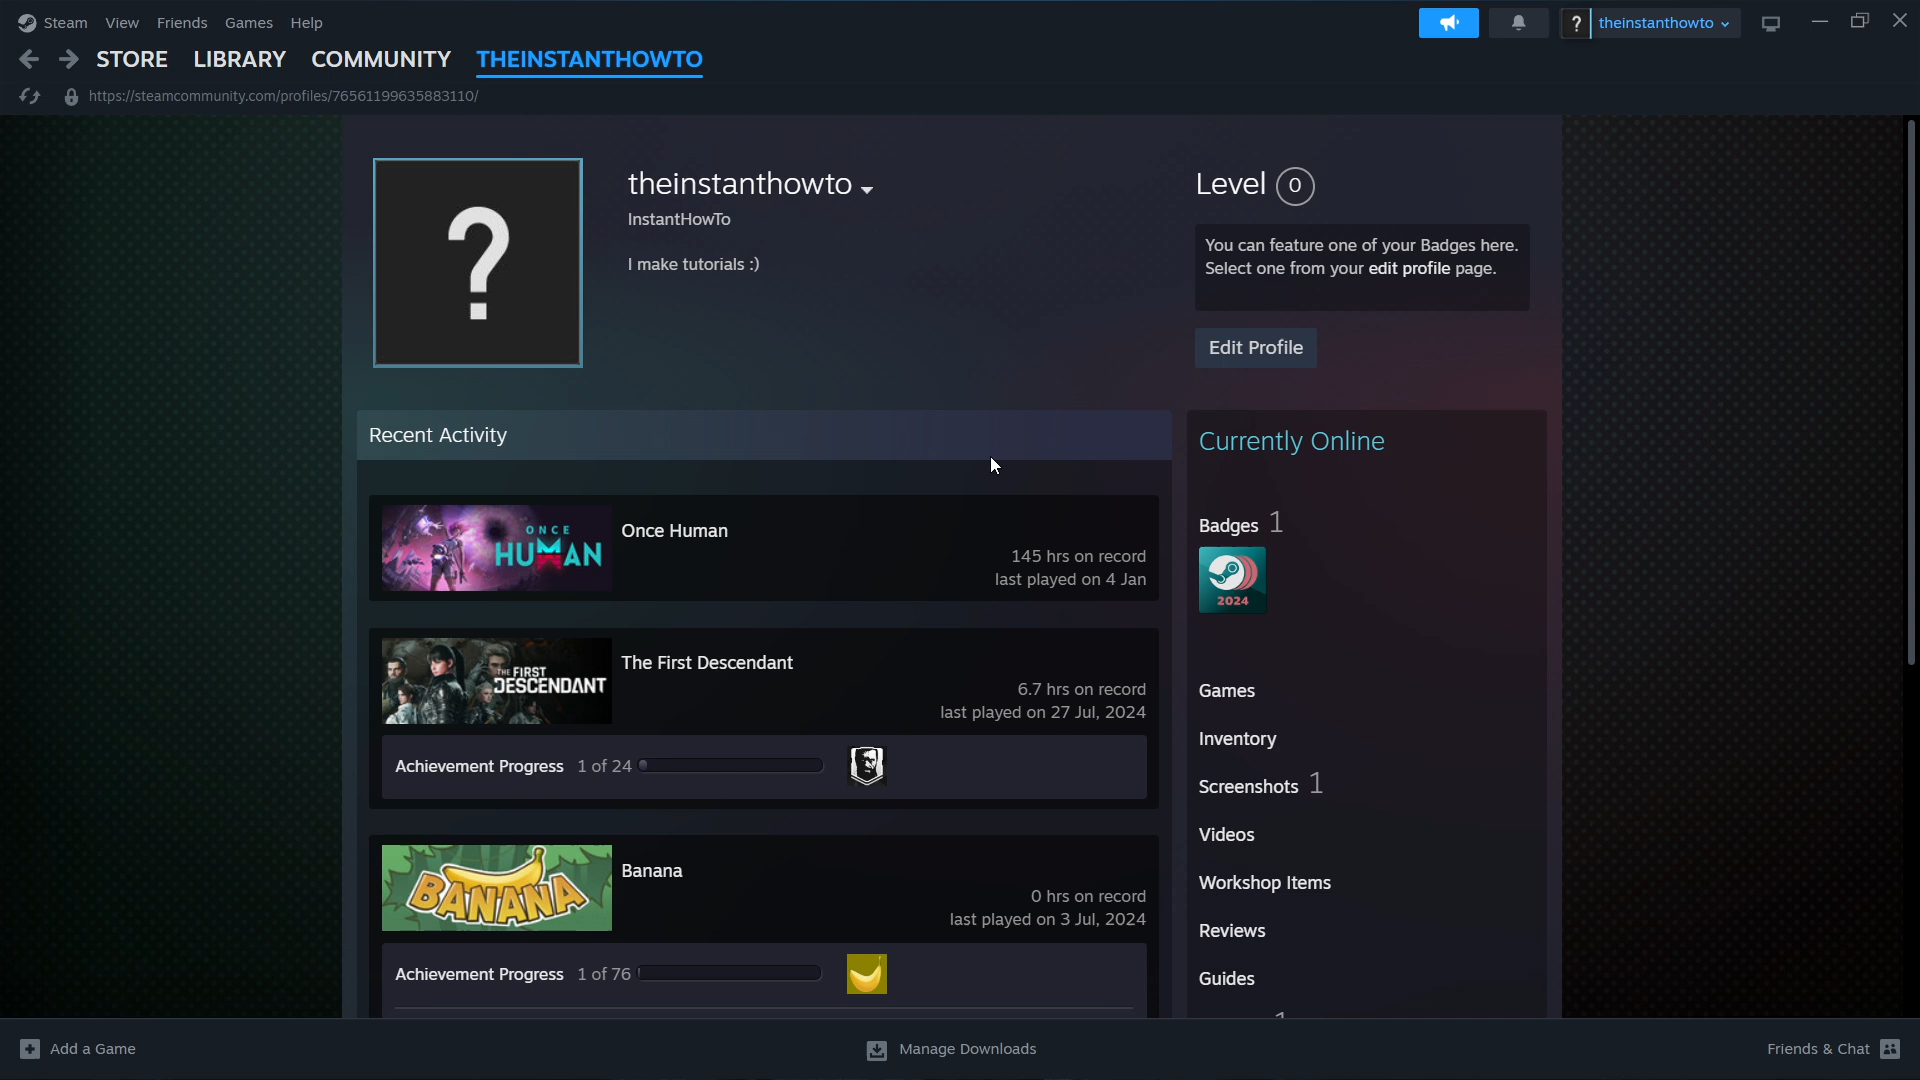 Steam View Friends Games Help
? theinstanthowto
STORE LIBRARY COMMUNITY THEINSTANTHOWTO
https://steamcommunity.com/profiles/76561199635883110/
?
theinstanthowto
InstantHowTo
I make tutorials :)
Level 0
You can feature one of your Badges here.
Select one from your edit profile page.
Edit Profile
Recent Activity
ONCE
HUMAN
Once Human
145 hrs on record
last played on 4 Jan
THE FIRST
DESCENDANT
The First Descendant
6.7 hrs on record
last played on 27 Jul, 2024
Achievement Progress 1 of 24
BANANA
Banana
0 hrs on record
last played on 3 Jul, 2024
Achievement Progress 1 of 76
Currently Online
Badges 1
2024
Games
Inventory
Screenshots 1
Videos
Workshop Items
Reviews
Guides
Add a Game
Manage Downloads
Friends & Chat